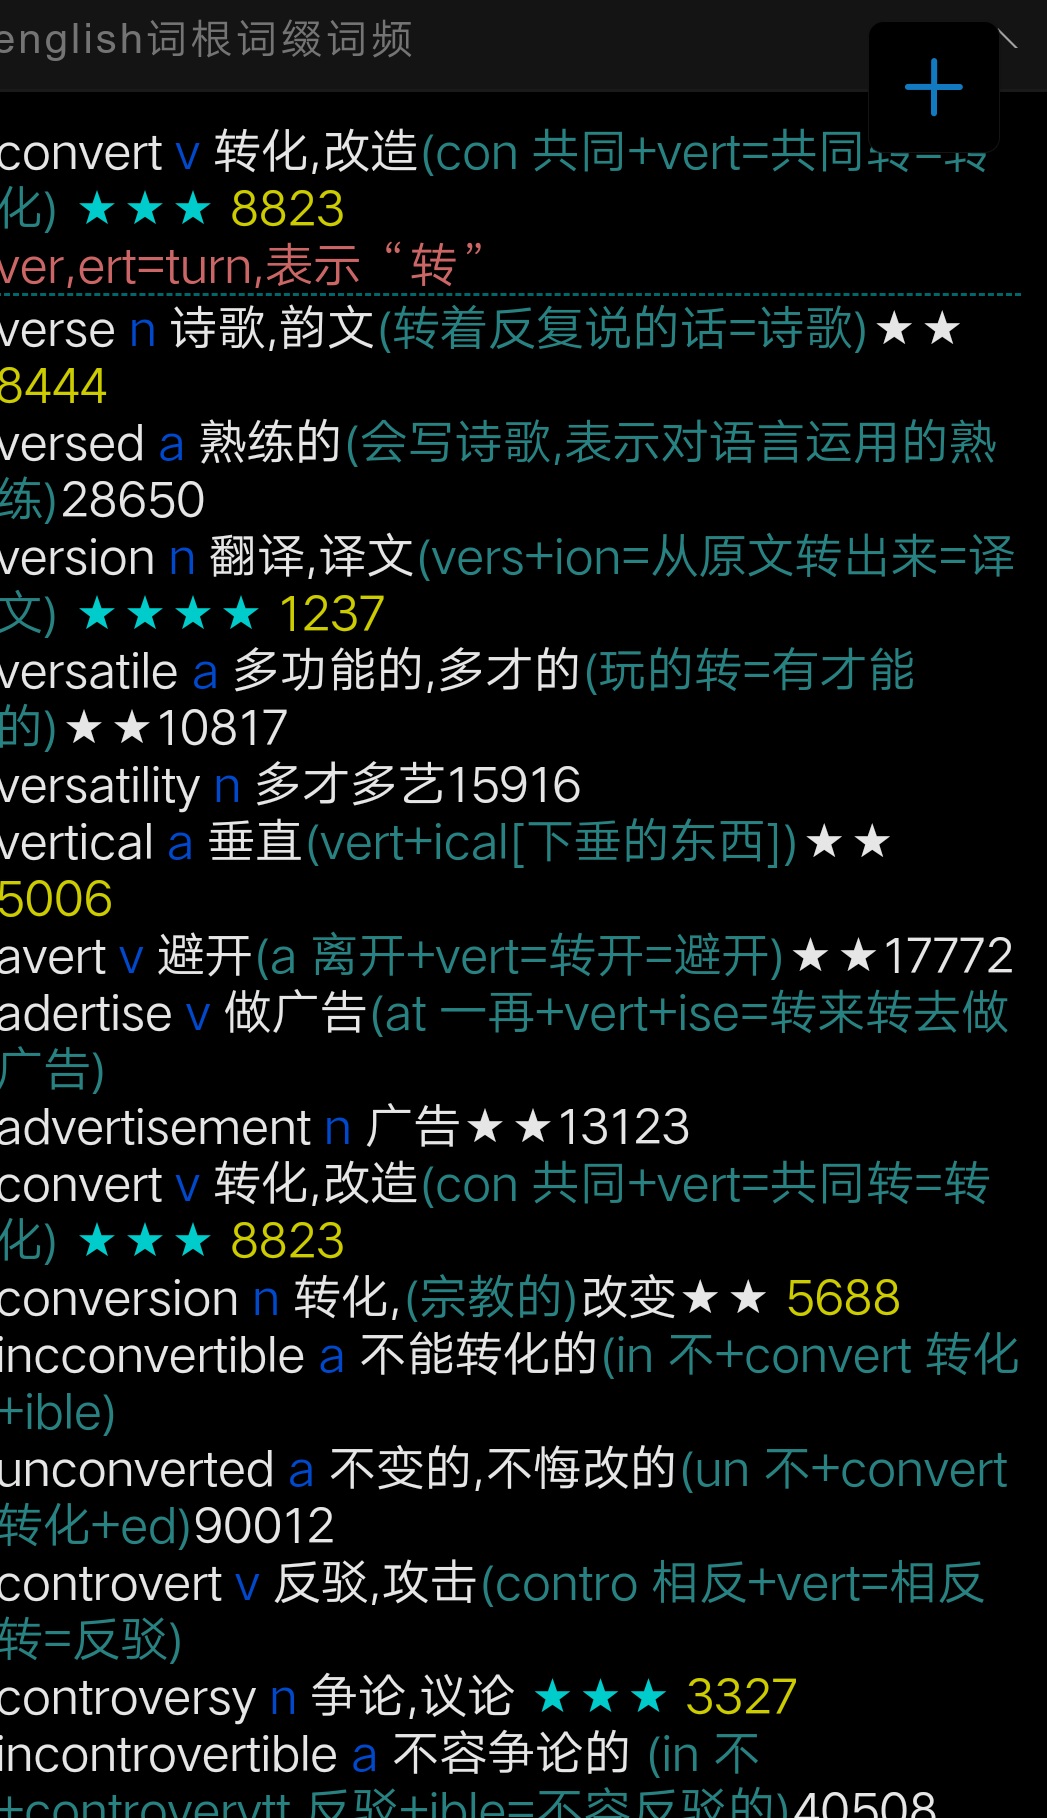 english词根词缀词频
convert v 转化,改造(con 共同+vert=共同转=转
化) ★★★ 8823
ver,ert=turn,表示 “转”
verse n 诗歌,韵文(转着反复说的话=诗歌)★★
8444
versed a 熟练的(会写诗歌,表示对语言运用的熟
练)28650
version n 翻译,译文(vers+ion=从原文转出来=译
文) ★★★★ 1237
versatile a 多功能的,多才的(玩的转=有才能
的)★★10817
versatility n 多才多艺15916
vertical a 垂直(vert+ical[下垂的东西])★★
5006
avert v 避开(a 离开+vert=转开=避开)★★17772
adertise v 做广告(at 一再+vert+ise=转来转去做
广告)
advertisement n 广告★★13123
convert v 转化,改造(con 共同+vert=共同转=转
化) ★★★ 8823
conversion n 转化,(宗教的)改变★★ 5688
incconvertible a 不能转化的(in 不+convert 转化
+ible)
unconverted a 不变的,不悔改的(un 不+convert
转化+ed)90012
controvert v 反驳,攻击(contro 相反+vert=相反
转=反驳)
controversy n 争论,议论 ★★★ 3327
incontrovertible a 不容争论的 (in 不
+controvertt 反驳+ible=不容反驳的)40508